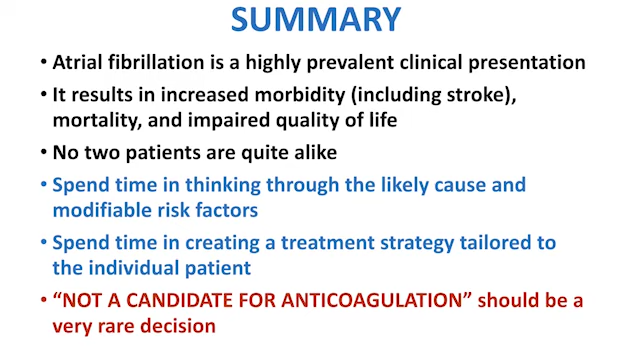 SUMMARY
• Atrial fibrillation is a highly prevalent clinical presentation
• It results in increased morbidity (including stroke),
mortality, and impaired quality of life
• No two patients are quite alike
• Spend time in thinking through the likely cause and
modifiable risk factors
• Spend time in creating a treatment strategy tailored to
the individual patient
• “NOT A CANDIDATE FOR ANTICOAGULATION” should be a
very rare decision